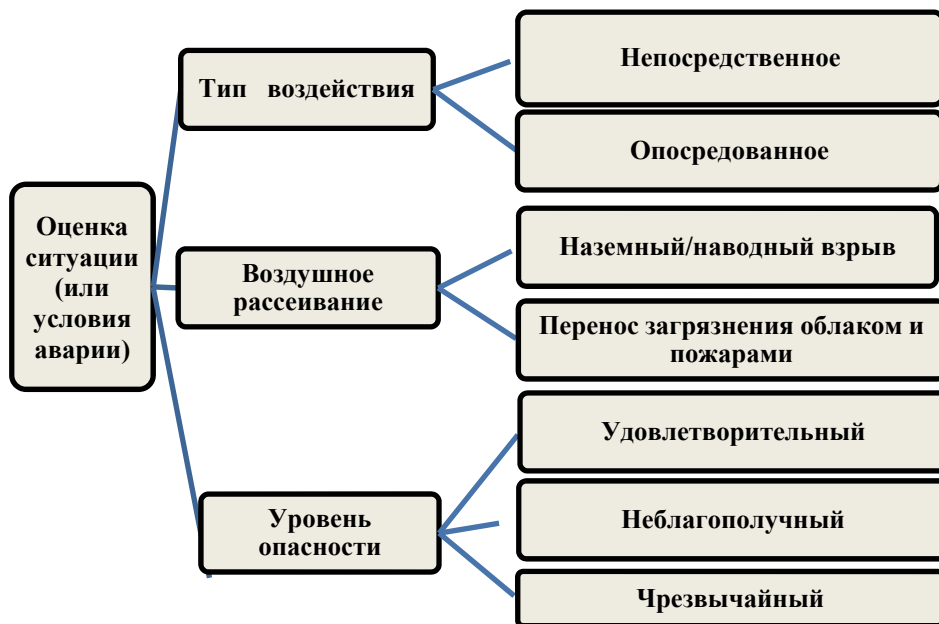 Оценка
ситуации
(или
условия
аварии)
Тип воздействия
Непосредственное
Опосредованное
Воздушное
рассеивание
Наземный/наводный взрыв
Перенос загрязнения облаком и
пожарами
Уровень
опасности
Удовлетворительный
Неблагополучный
Чрезвычайный